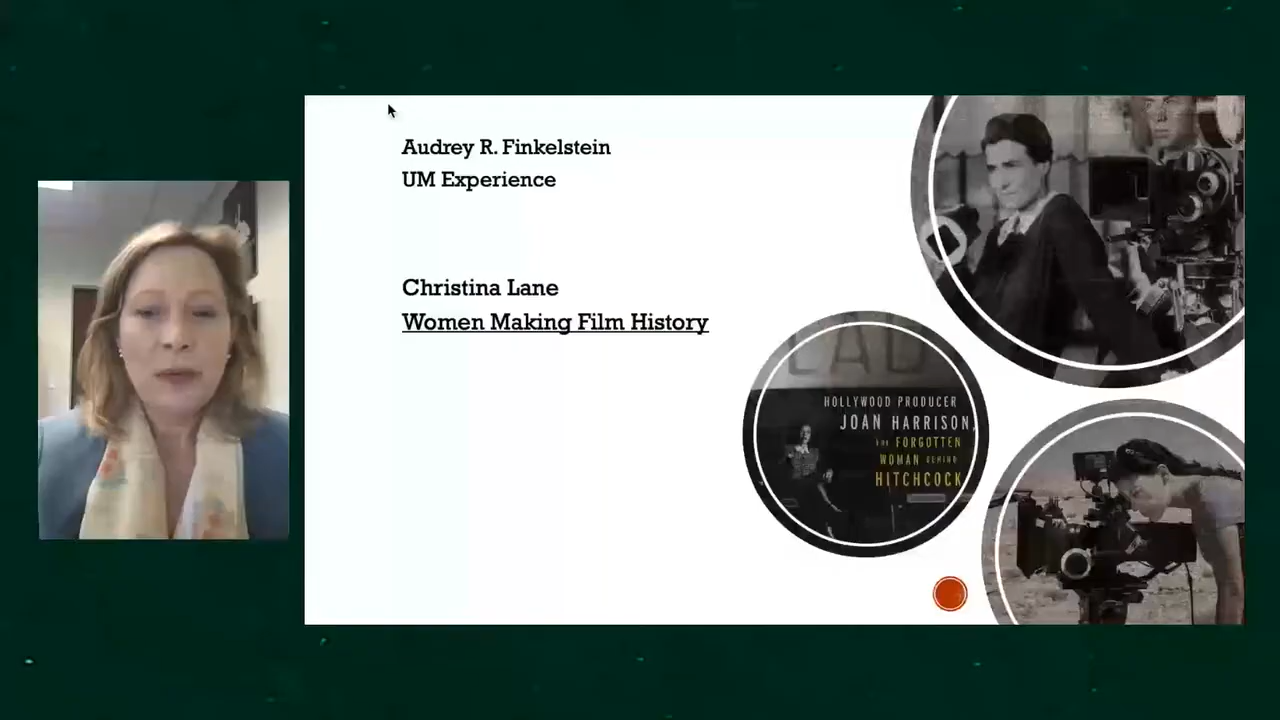 Audrey R. Finkelstein
UM Experience
Christina Lane
Women Making Film History
HOLLYWOOD PRODUCER
JOAN HARRISON,
THE FORGOTTEN
WOMAN BEHIND
HITCHCOCK